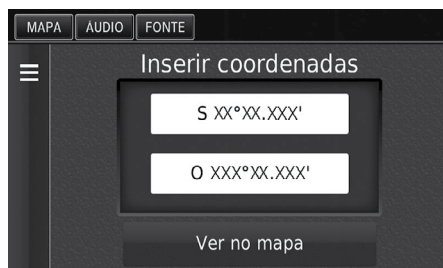 MAPA ÁUDIO FONTE
Inserir coordenadas
S XX°XX.XXX'
O XXX°XX.XXX'
Ver no mapa